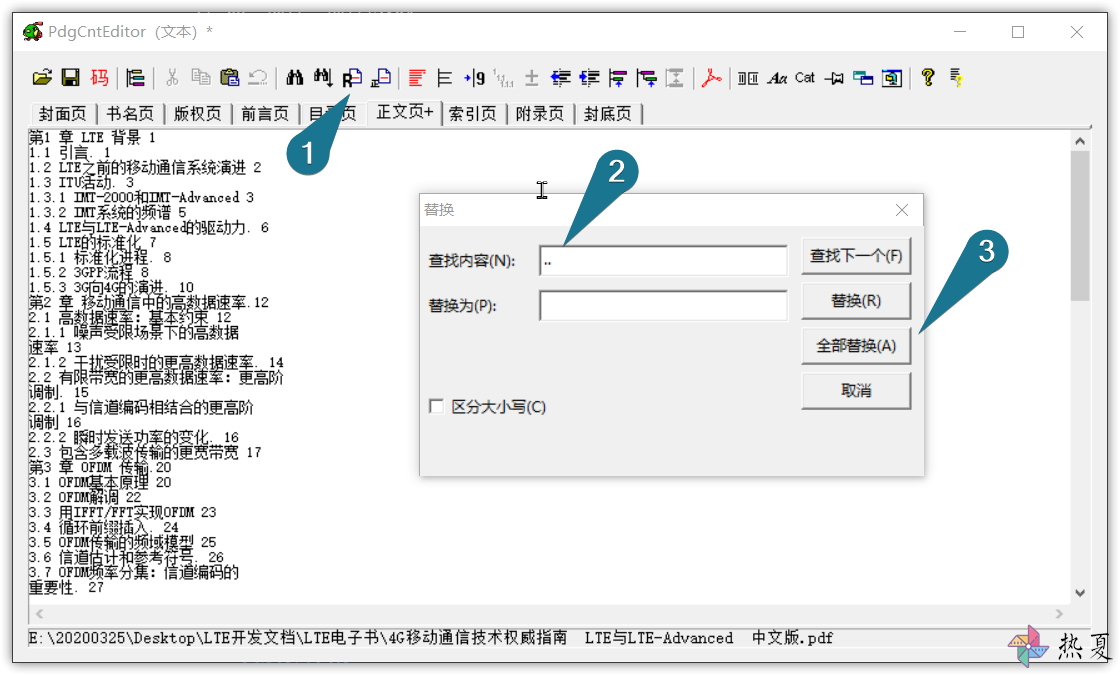 PdgCntEditor (文本) *
码 R 9 Aa Cat
封面页 书名页 版权页 前言页 目录页 正文页+ 索引页 附录页 封底页
1
第1 章 LTE 背景 1
1.1 引言. 1
1.2 LTE之前的移动通信系统演进 2
1.3 ITU活动. 3
1.3.1 IMT-2000和IMT-Advanced 3
1.3.2 IMT系统的频谱 5
1.4 LTE与LTE-Advanced的驱动力. 6
1.5 LTE的标准化 7
1.5.1 标准化进程. 8
1.5.2 3GPP流程 8
1.5.3 3G向4G的演进. 10
第2 章 移动通信中的高数据速率.12
2.1 高数据速率: 基本约束 12
2.1.1 噪声受限场景下的高数据
速率 13
2.1.2 干扰受限时的更高数据速率. 14
2.2 有限带宽的更高数据速率: 更高阶
调制. 15
2.2.1 与信道编码相结合的更高阶
调制 16
2.2.2 瞬时发送功率的变化. 16
2.3 包含多载波传输的更宽带宽 17
第3 章 OFDM 传输.20
3.1 OFDM基本原理 20
3.2 OFDM解调 22
3.3 用IFFT/FFT实现OFDM 23
3.4 循环前缀插入. 24
3.5 OFDM传输的频域模型 25
3.6 信道估计和参考符号. 26
3.7 OFDM频率分集: 信道编码的
重要性. 27
2
替换
查找内容(N): ..
查找下一个(F)
3
替换为(P):
替换(R)
全部替换(A)
取消
区分大小写(C)
E:\20200325\Desktop\LTE开发文档\LTE电子书\4G移动通信技术权威指南 LTE与LTE-Advanced 中文版.pdf
热夏